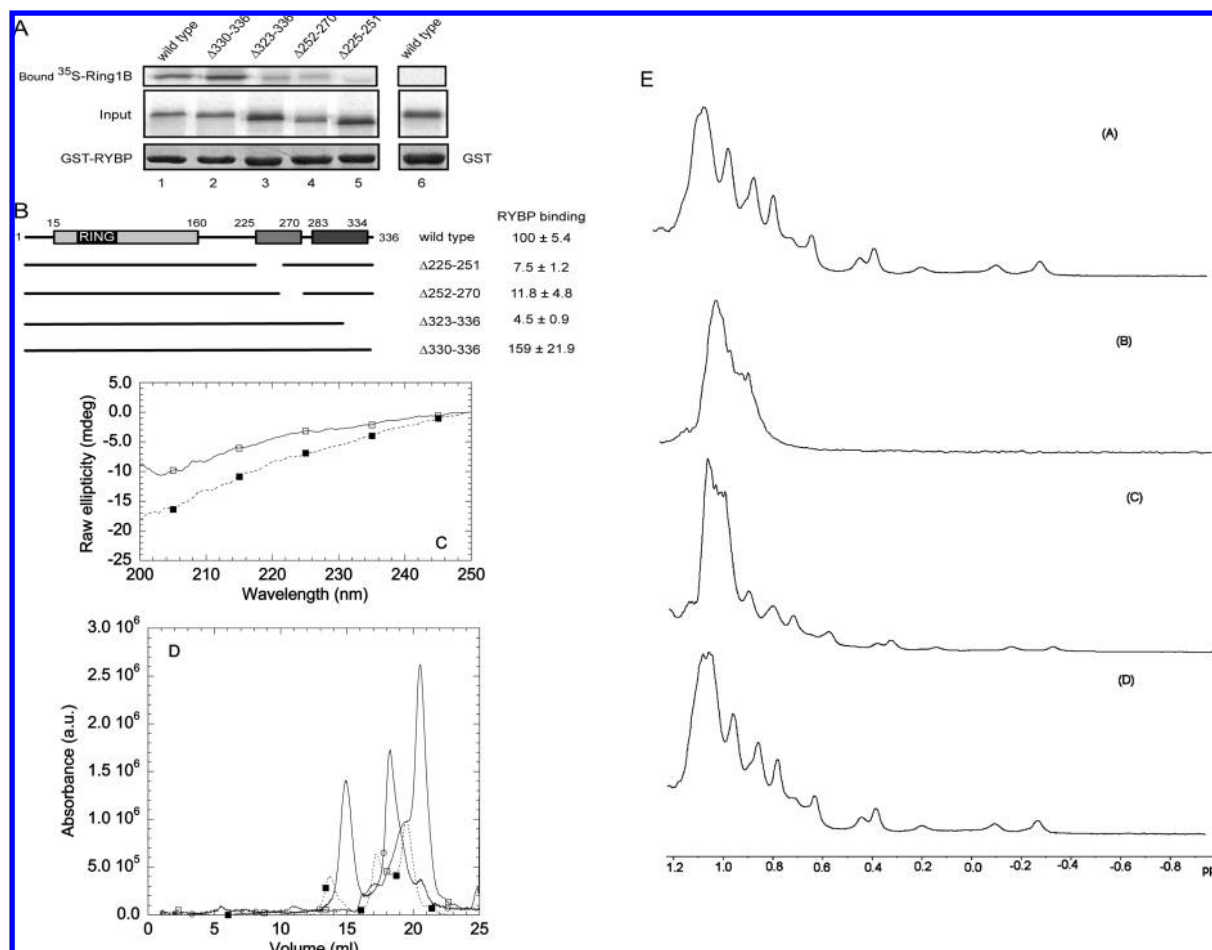 A
wild type
Δ330-336
Δ323-336
Δ252-270
Δ225-251
wild type
Bound ³⁵S-Ring1B
Input
GST-RYBP
GST
1 2 3 4 5 6
B
RYBP binding
15 160 225 270 283 334
1 RING 336 wild type 100 ± 5.4
Δ225-251 7.5 ± 1.2
Δ252-270 11.8 ± 4.8
Δ323-336 4.5 ± 0.9
Δ330-336 159 ± 21.9
5.0
0.0
-5.0
-10
-15
-20
-25
Raw ellipticity (mdeg)
C
200 210 220 230 240 250
Wavelength (nm)
3.0 10⁶
2.5 10⁶
2.0 10⁶
1.5 10⁶
1.0 10⁶
5.0 10⁵
0.0
Absorbance (a.u.)
D
0 5 10 15 20 25
Volume (ml)
E
(A)
(B)
(C)
(D)
1.2 1.0 0.8 0.6 0.4 0.2 -0.2 -0.4 -0.6 -0.8